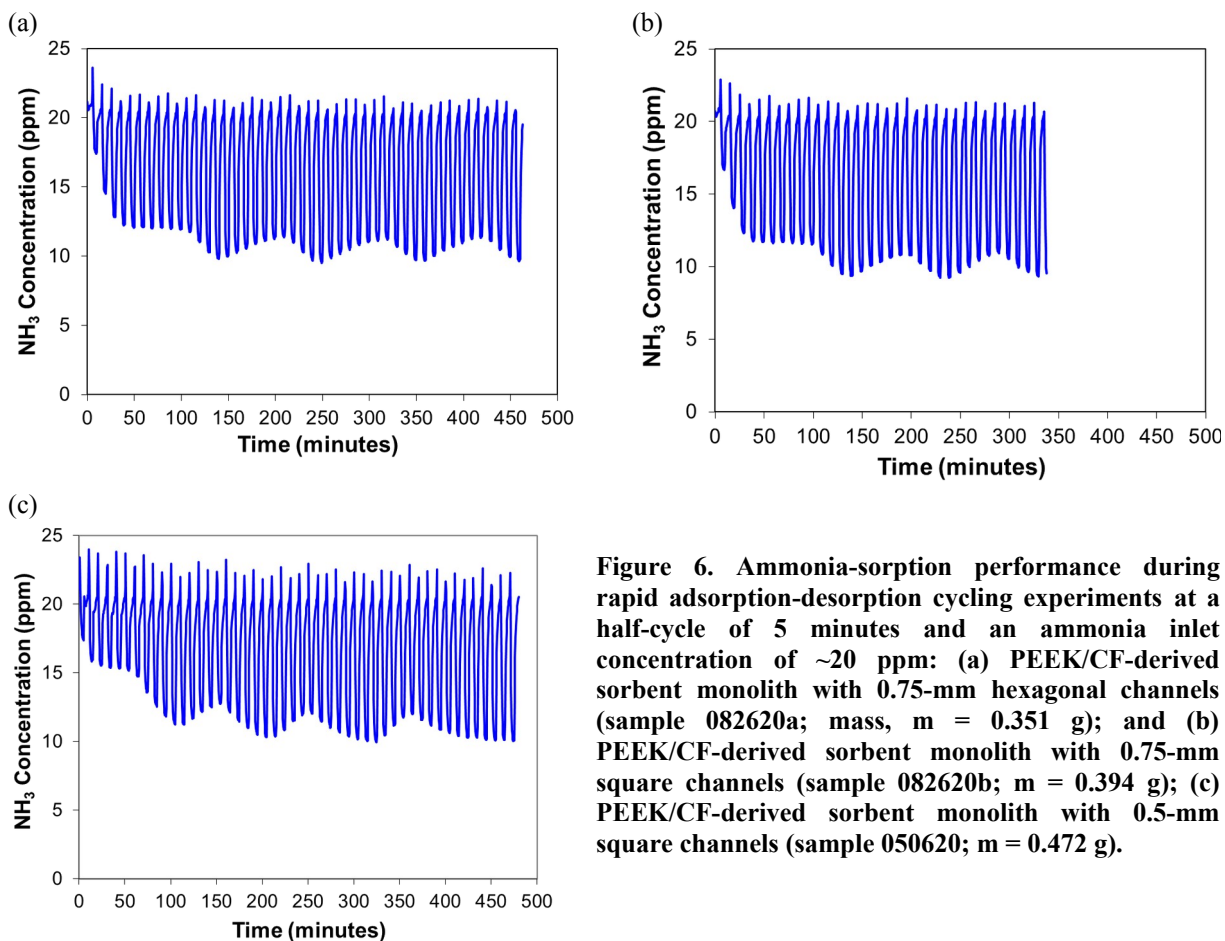 (a)
25
20
15
10
5
0
NH3 Concentration (ppm)
0 50 100 150 200 250 300 350 400 450 500
Time (minutes)
(b)
25
20
15
10
5
0
NH3 Concentration (ppm)
0 50 100 150 200 250 300 350 400 450 500
Time (minutes)
(c)
25
20
15
10
5
0
NH3 Concentration (ppm)
0 50 100 150 200 250 300 350 400 450 500
Time (minutes)
Figure 6. Ammonia-sorption performance during
rapid adsorption-desorption cycling experiments at a
half-cycle of 5 minutes and an ammonia inlet
concentration of ~20 ppm: (a) PEEK/CF-derived
sorbent monolith with 0.75-mm hexagonal channels
(sample 082620a; mass, m = 0.351 g); and (b)
PEEK/CF-derived sorbent monolith with 0.75-mm
square channels (sample 082620b; m = 0.394 g); (c)
PEEK/CF-derived sorbent monolith with 0.5-mm
square channels (sample 050620; m = 0.472 g).